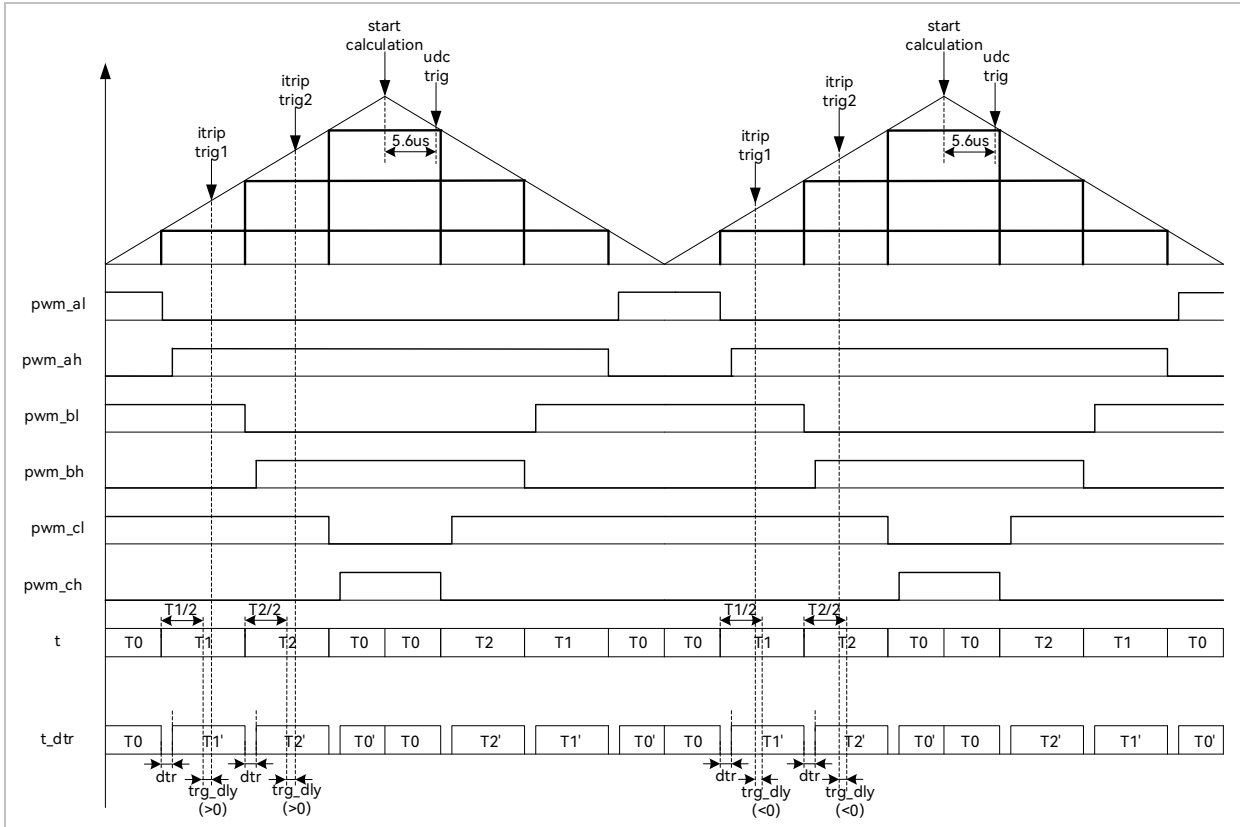 start
calculation
udc
trig
itrip
trig2
itrip
trig1
5.6us
start
calculation
udc
trig
itrip
trig2
itrip
trig1
5.6us
pwm_al
pwm_ah
pwm_bl
pwm_bh
pwm_cl
pwm_ch
T1/2 T2/2 T1/2 T2/2
t T0 T1 T2 T0 T0 T2 T1 T0 T0 T1 T2 T0 T0 T2 T1 T0
t_dtr T0 T1' T2' T0' T0 T2' T1' T0' T0 T1' T2' T0' T0 T2' T1' T0'
dtr dtr dtr dtr
trg_dly
(>0)
trg_dly
(>0)
trg_dly
(<0)
trg_dly
(<0)